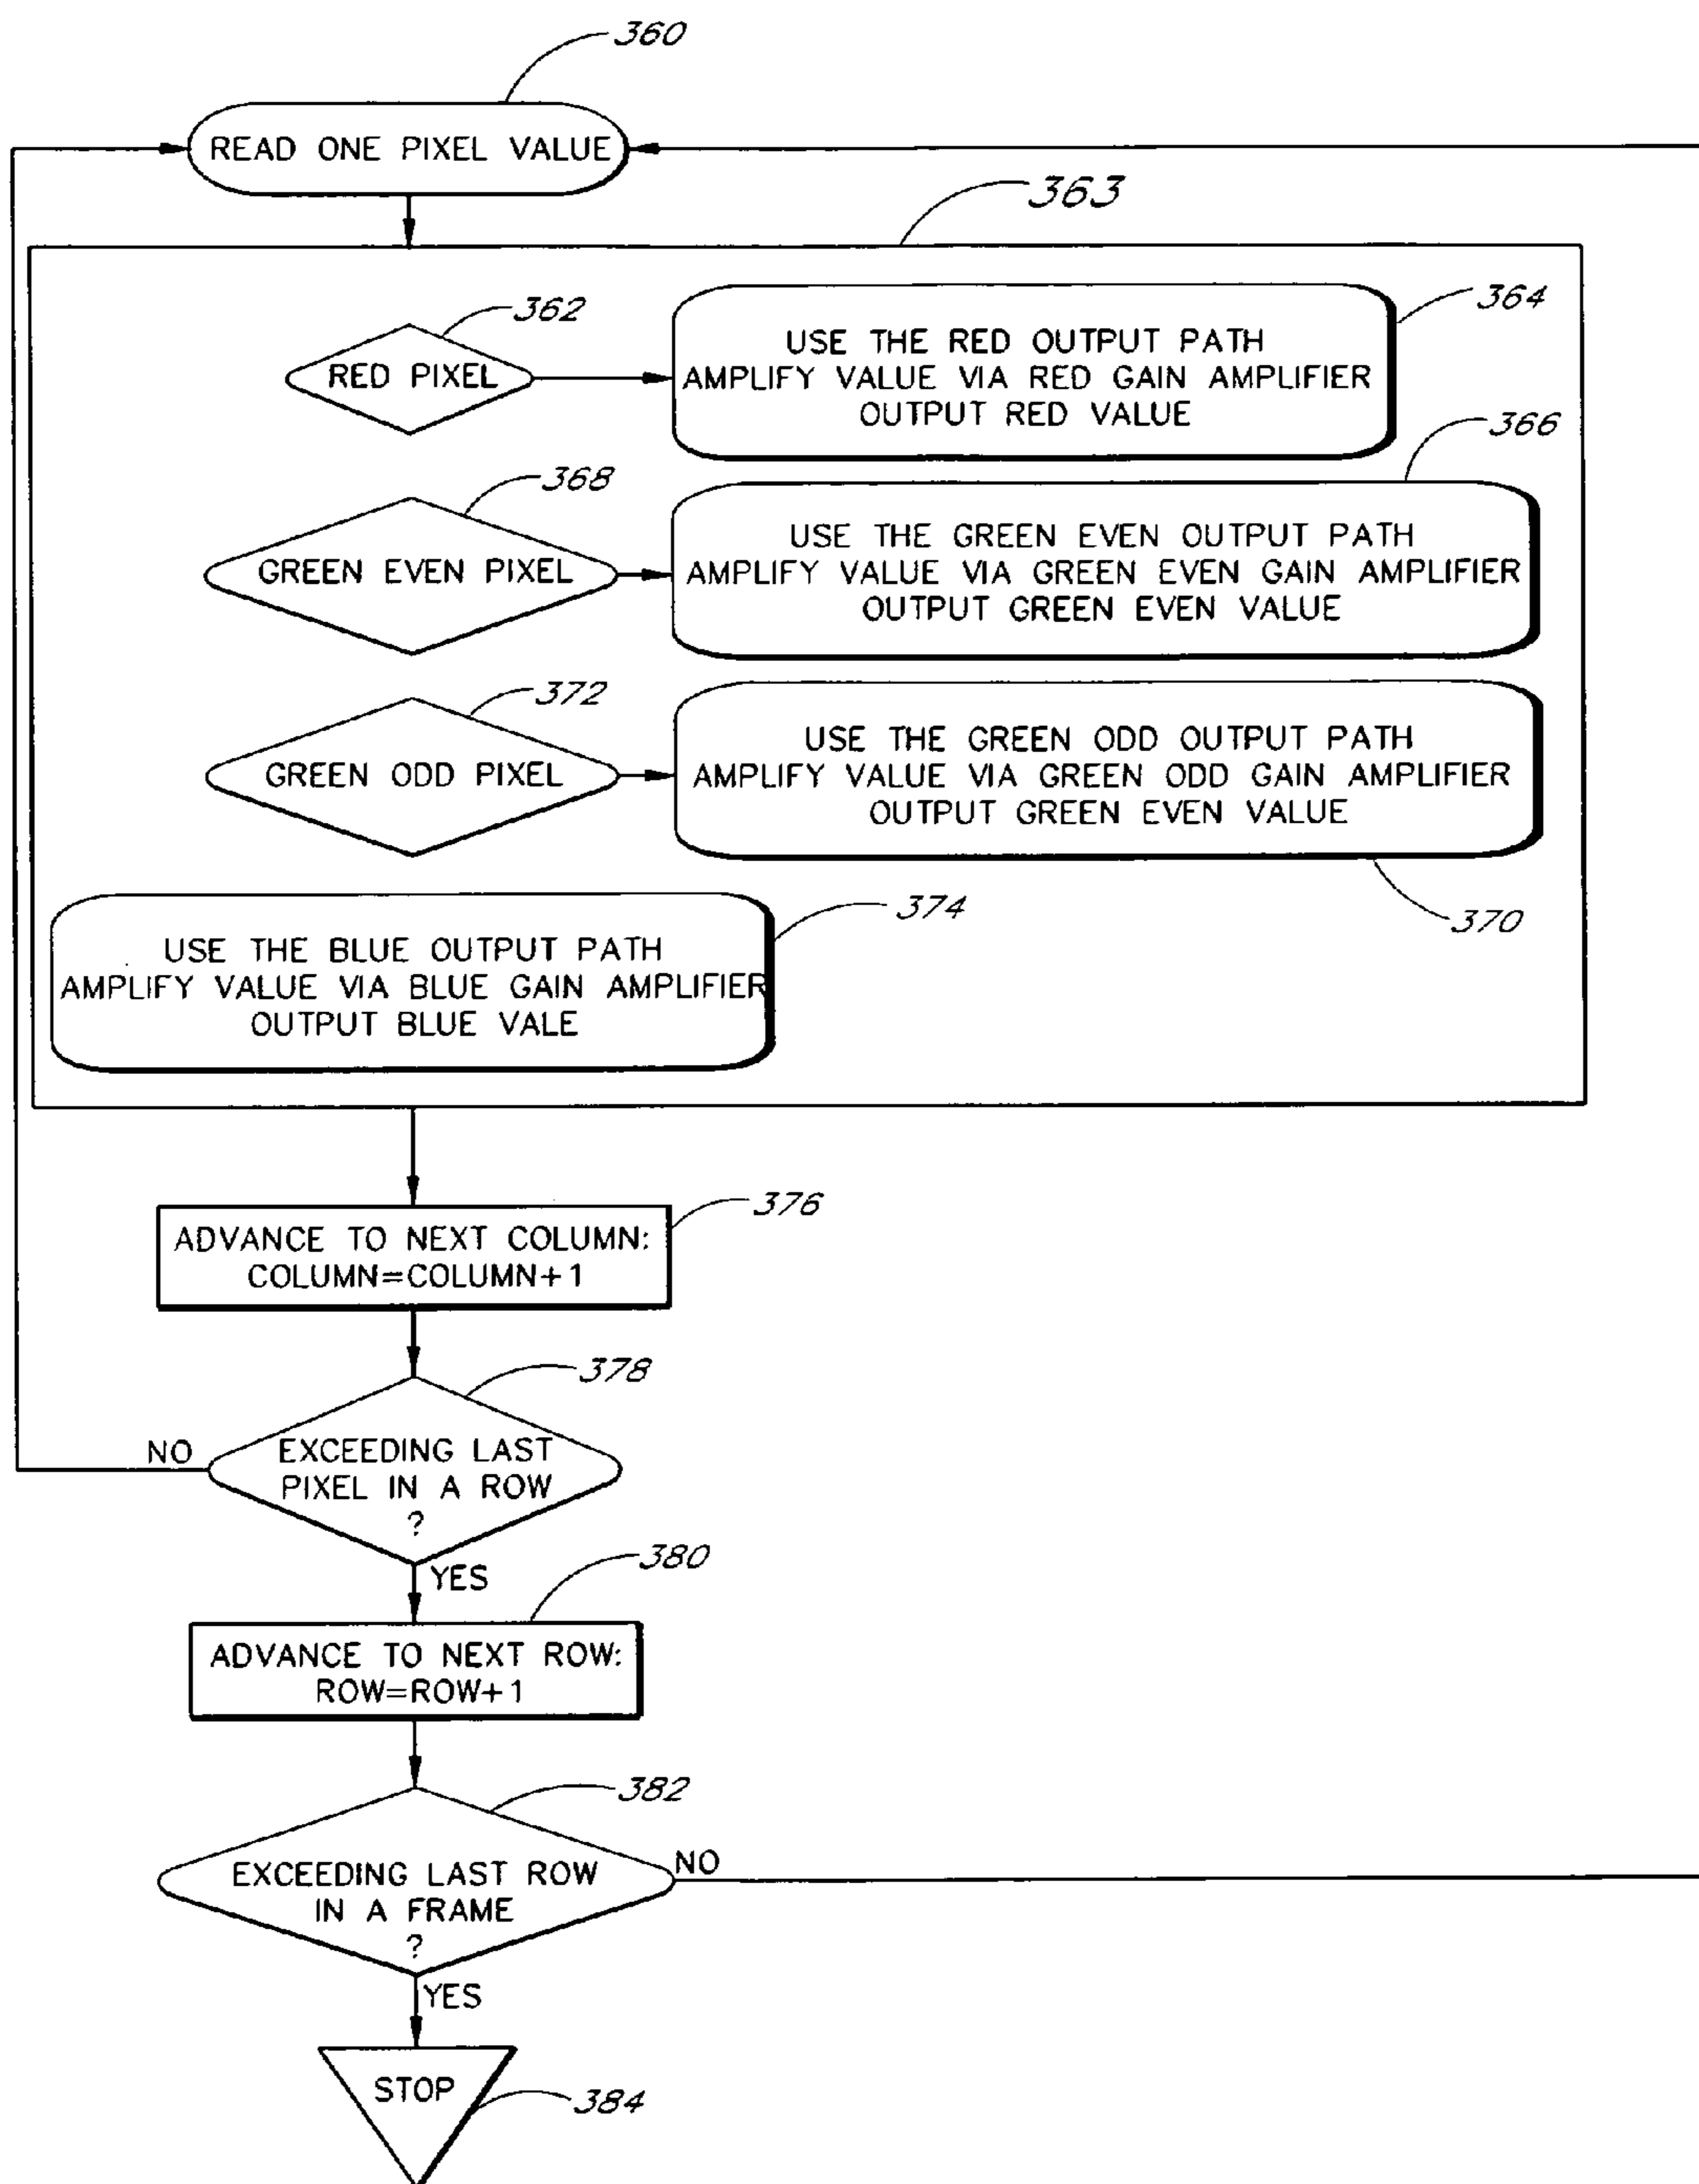 360
READ ONE PIXEL VALUE
363
362
RED PIXEL
364
USE THE RED OUTPUT PATH
AMPLIFY VALUE VIA RED GAIN AMPLIFIER
OUTPUT RED VALUE
368
GREEN EVEN PIXEL
366
USE THE GREEN EVEN OUTPUT PATH
AMPLIFY VALUE VIA GREEN EVEN GAIN AMPLIFIER
OUTPUT GREEN EVEN VALUE
372
GREEN ODD PIXEL
USE THE GREEN ODD OUTPUT PATH
AMPLIFY VALUE VIA GREEN ODD GAIN AMPLIFIER
OUTPUT GREEN EVEN VALUE
370
374
USE THE BLUE OUTPUT PATH
AMPLIFY VALUE VIA BLUE GAIN AMPLIFIER
OUTPUT BLUE VALE
376
ADVANCE TO NEXT COLUMN:
COLUMN=COLUMN+1
378
NO
EXCEEDING LAST
PIXEL IN A ROW
?
YES
380
ADVANCE TO NEXT ROW:
ROW=ROW+1
382
EXCEEDING LAST ROW
IN A FRAME
?
NO
YES
STOP
384